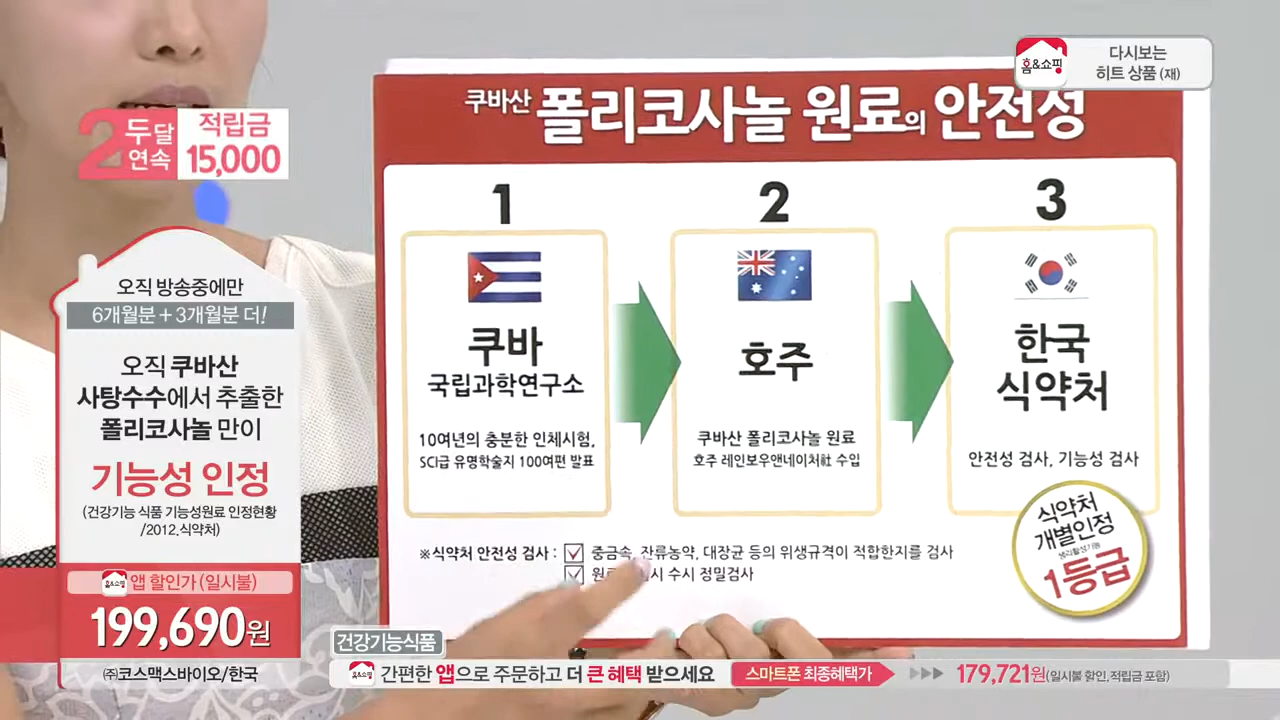 홈&쇼핑
다시보는
히트 상품 (재)
2 두달
연속
적립금
15,000
쿠바산 폴리코사놀 원료의 안전성
1
쿠바
국립과학연구소
10여년의 충분한 인체시험,
SCI급 유명학술지 100여편 발표
2
호주
쿠바산 폴리코사놀 원료
호주 레인보우앤네이처社 수입
3
한국
식약처
안전성 검사, 기능성 검사
식약처
개별인정
생리활성기능
1등급
※식약처 안전성 검사 : 중금속, 잔류농약, 대장균 등의 위생규격이 적합한지를 검사
수시 정밀검사
오직 방송중에만
6개월분+3개월분 더!
오직 쿠바산
사탕수수에서 추출한
폴리코사놀 만이
기능성 인정
(건강기능 식품 기능성원료 인정현황
/2012.식약처)
홈&쇼핑 앱 할인가 (일시불)
199,690원
㈜코스맥스바이오/한국
건강기능식품
홈&쇼핑 간편한 앱으로 주문하고 더 큰 혜택 받으세요 스마트폰 최종혜택가 179,721원(일시불 할인, 적립금 포함)